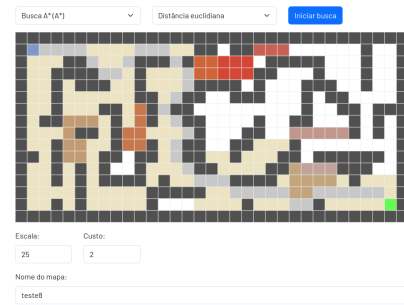 Busca A* (A*)
Distância euclidiana
Iniciar busca
Escala:
Custo:
25
2
Nome do mapa:
teste8